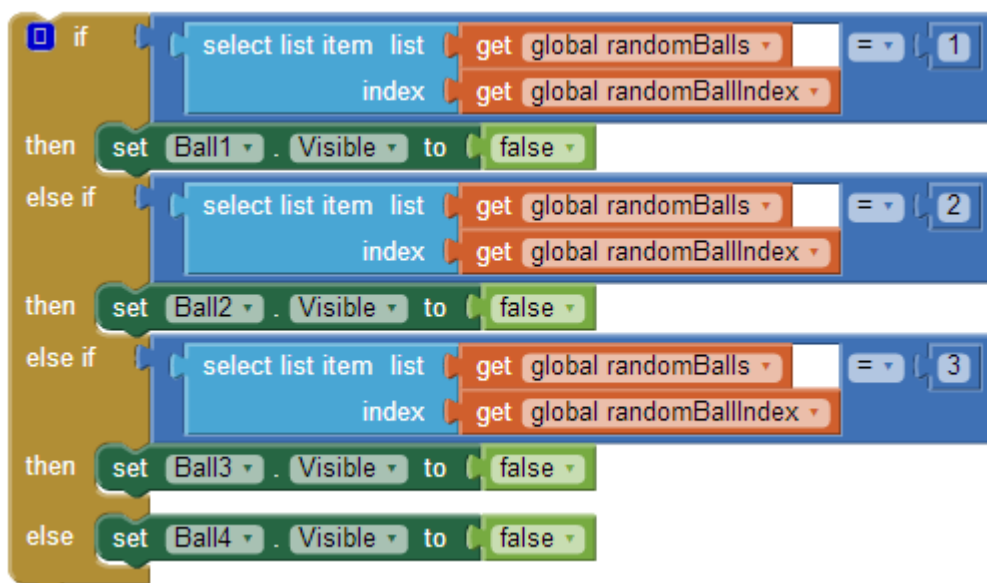 if select list item list get global randomBalls = 1
index get global randomBallIndex
then set Ball1 . Visible to false
else if select list item list get global randomBalls = 2
index get global randomBallIndex
then set Ball2 . Visible to false
else if select list item list get global randomBalls = 3
index get global randomBallIndex
then set Ball3 . Visible to false
else set Ball4 . Visible to false